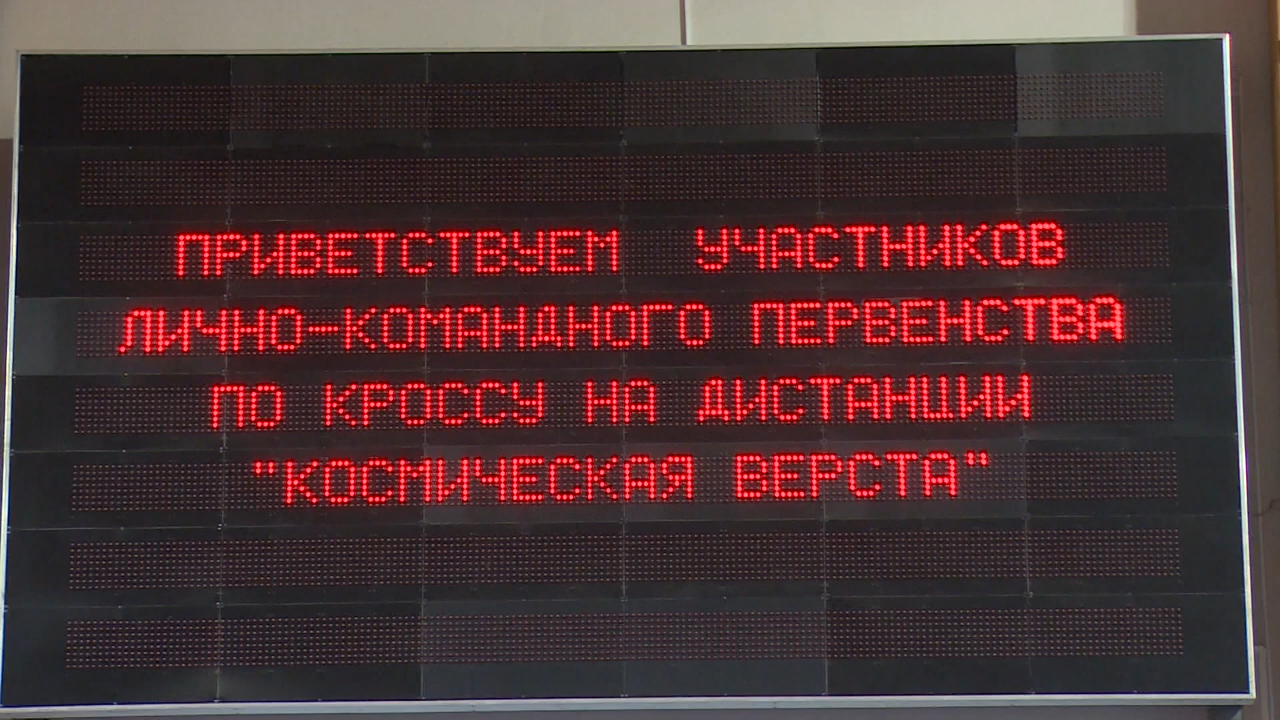 ПРИВЕТСТВУЕМ УЧАСТНИКОВ
ЛИЧНО-КОМАНДНОГО ПЕРВЕНСТВА
ПО КРОССУ НА ДИСТАНЦИИ
"КОСМИЧЕСКАЯ ВЕРСТА"